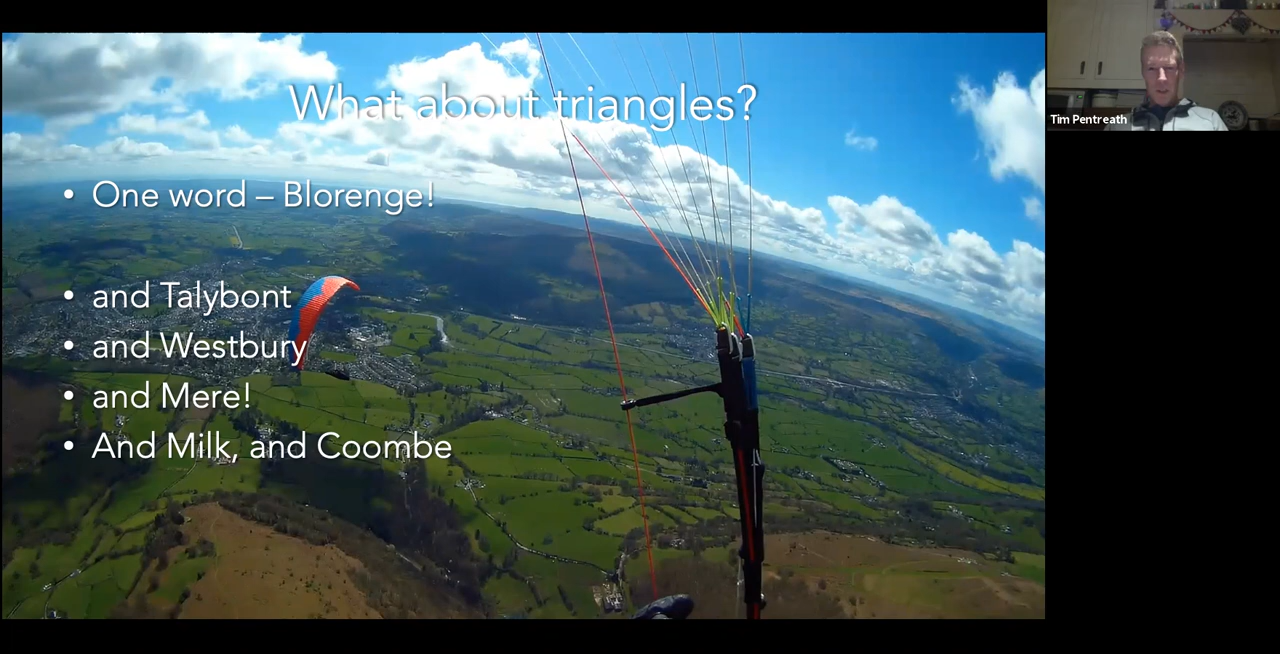 What about triangles?
• One word – Blorenge!
• and Talybont
• and Westbury
• and Mere!
• And Milk, and Coombe
Tim Pentreath